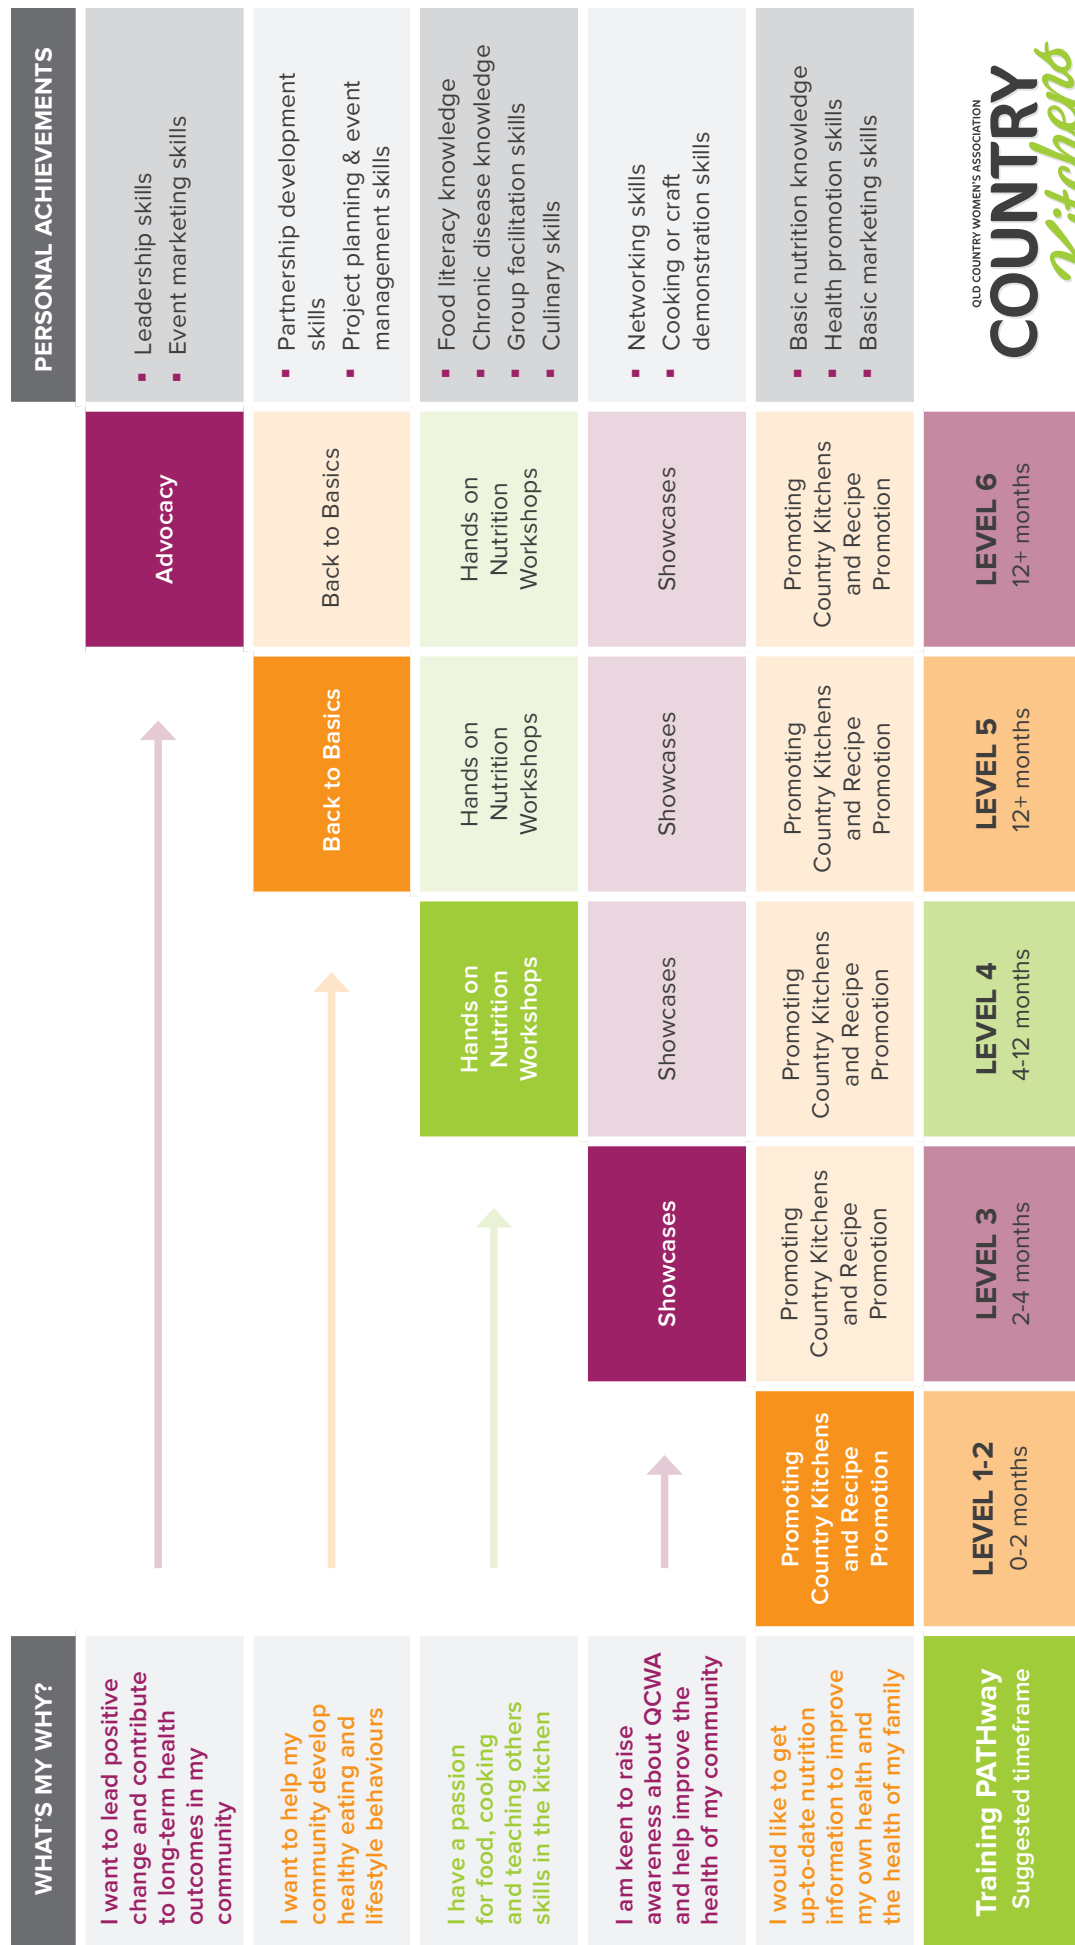 WHAT'S MY WHY?
PERSONAL ACHIEVEMENTS
I want to lead positive
change and contribute
to long-term health
outcomes in my
community
Advocacy
▪ Leadership skills
▪ Event marketing skills
I want to help my
community develop
healthy eating and
lifestyle behaviours
Back to Basics
Back to Basics
▪ Partnership development
skills
▪ Project planning & event
management skills
I have a passion
for food, cooking
and teaching others
skills in the kitchen
Hands on
Nutrition
Workshops
Hands on
Nutrition
Workshops
Hands on
Nutrition
Workshops
▪ Food literacy knowledge
▪ Chronic disease knowledge
▪ Group facilitation skills
▪ Culinary skills
I am keen to raise
awareness about QCWA
and help improve the
health of my community
Showcases
Showcases
Showcases
Showcases
▪ Networking skills
▪ Cooking or craft
demonstration skills
I would like to get
up-to-date nutrition
information to improve
my own health and
the health of my family
Promoting
Country Kitchens
and Recipe
Promotion
Promoting
Country Kitchens
and Recipe
Promotion
Promoting
Country Kitchens
and Recipe
Promotion
Promoting
Country Kitchens
and Recipe
Promotion
Promoting
Country Kitchens
and Recipe
Promotion
▪ Basic nutrition knowledge
▪ Health promotion skills
▪ Basic marketing skills
Training PATHway
Suggested timeframe
LEVEL 1-2
0-2 months
LEVEL 3
2-4 months
LEVEL 4
4-12 months
LEVEL 5
12+ months
LEVEL 6
12+ months
QLD COUNTRY WOMEN'S ASSOCIATION
COUNTRY
Kitchens